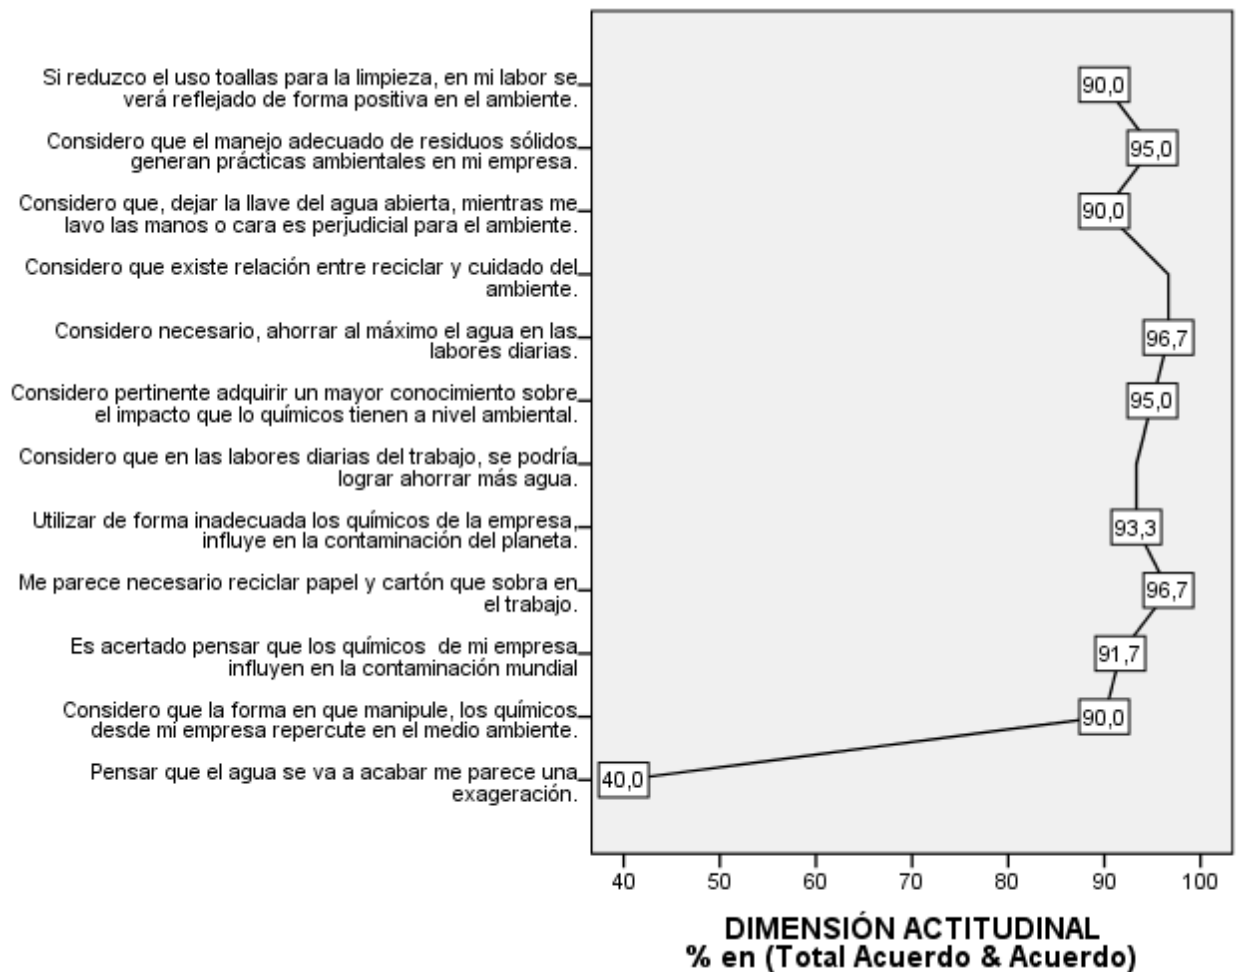 Si reduzco el uso toallas para la limpieza, en mi labor se
verá reflejado de forma positiva en el ambiente.
90,0
Considero que el manejo adecuado de residuos sólidos
generan prácticas ambientales en mi empresa.
95,0
Considero que, dejar la llave del agua abierta, mientras me
lavo las manos o cara es perjudicial para el ambiente.
90,0
Considero que existe relación entre reciclar y cuidado del
ambiente.
Considero necesario, ahorrar al máximo el agua en las
labores diarias.
96,7
Considero pertinente adquirir un mayor conocimiento sobre
el impacto que lo químicos tienen a nivel ambiental.
95,0
Considero que en las labores diarias del trabajo, se podría
lograr ahorrar más agua.
Utilizar de forma inadecuada los químicos de la empresa,
influye en la contaminación del planeta.
93,3
Me parece necesario reciclar papel y cartón que sobra en
el trabajo.
96,7
Es acertado pensar que los químicos de mi empresa
influyen en la contaminación mundial
91,7
Considero que la forma en que manipule, los químicos
desde mi empresa repercute en el medio ambiente.
90,0
Pensar que el agua se va a acabar me parece una
exageración.
40,0
40 50 60 70 80 90 100
DIMENSIÓN ACTITUDINAL
% en (Total Acuerdo & Acuerdo)